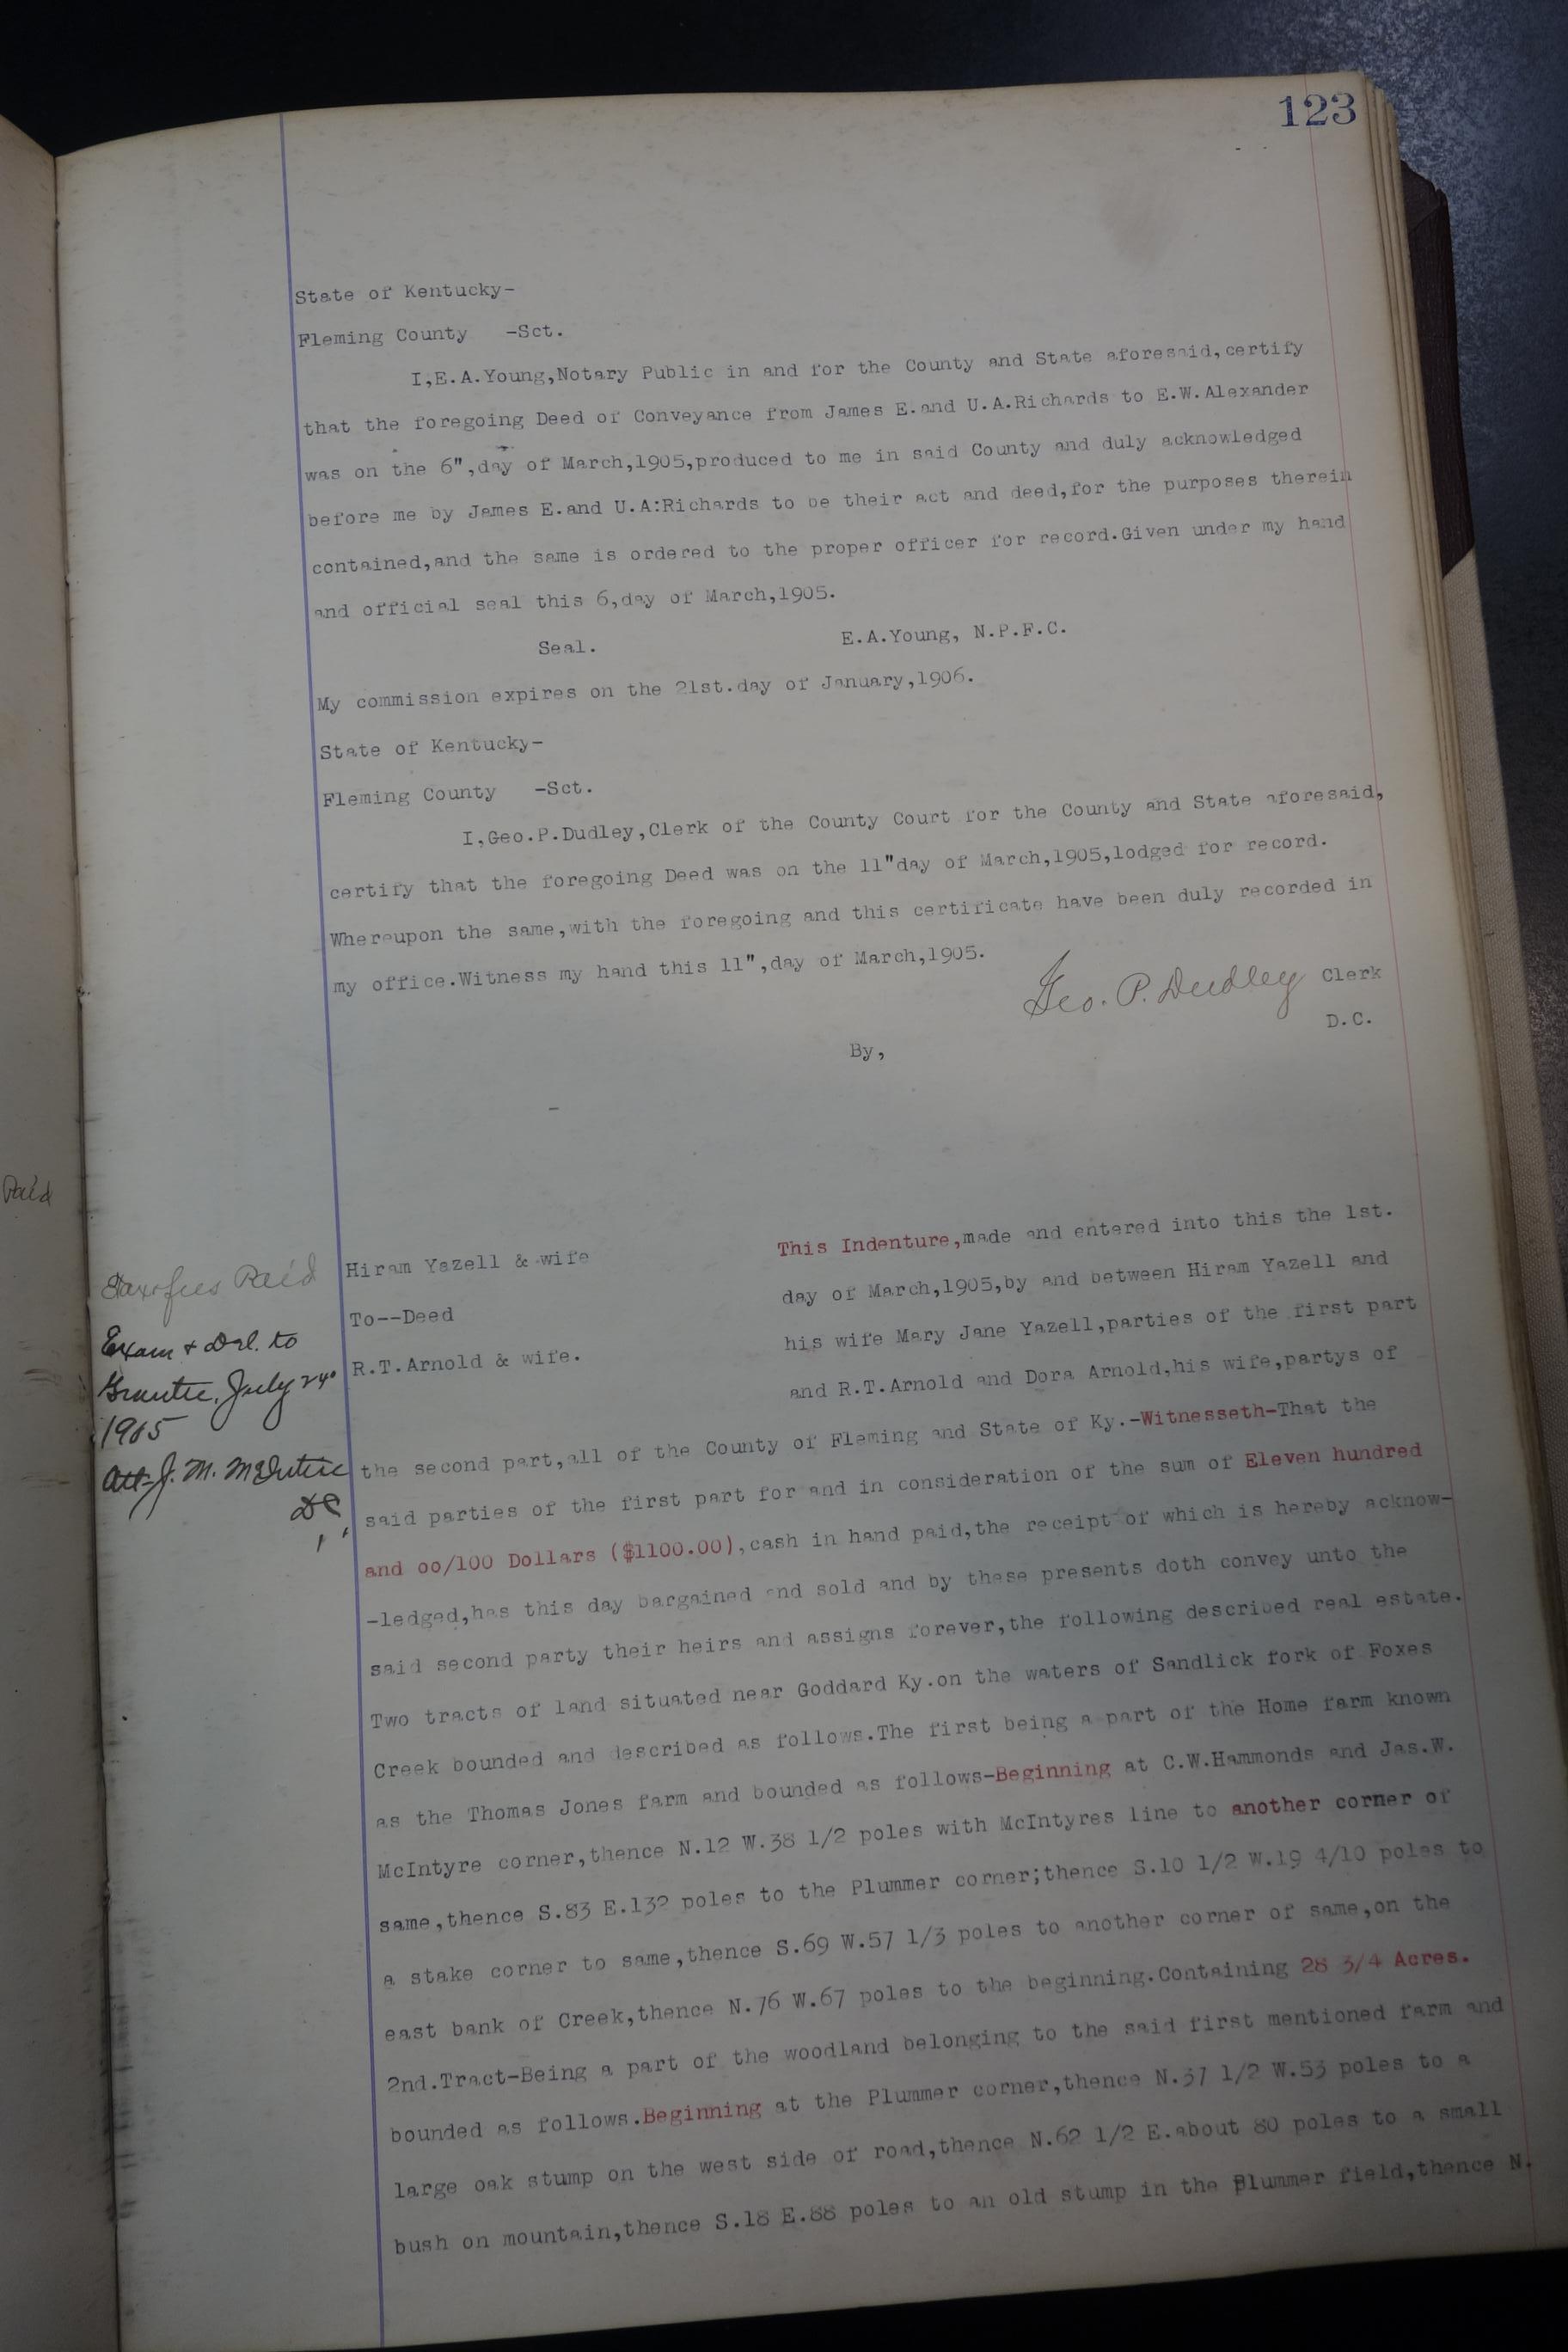 123
State of Kentucky-
Fleming County -Sct.
I,E.A.Young,Notary Public in and for the County and State aforesaid,certify
that the foregoing Deed of Conveyance from James E.and U.A.Richards to E.W.Alexander
was on the 6",day of March,1905,produced to me in said County and duly acknowledged
before me by James E.and U.A:Richards to be their act and deed,for the purposes therein
contained,and the same is ordered to the proper officer for record.Given under my hand
and official seal this 6,day of March,1905.
Seal. E.A.Young, N.P.F.C.
My commission expires on the 21st.day of January,1906.
State of Kentucky-
Fleming County -Sct.
I,Geo.P.Dudley,Clerk of the County Court for the County and State aforesaid,
certify that the foregoing Deed was on the 11"day of March,1905,lodged for record.
Whereupon the same,with the foregoing and this certificate have been duly recorded in
my office.Witness my hand this 11",day of March,1905.
Geo. P. Dudley Clerk
By, D.C.
Paid
Tax & fees Paid
Exam & Del. to
Grantee, July 24"
1905
Att- J. M. McIntire
DC
Hiram Yazell & wife
To--Deed
R.T.Arnold & wife.
This Indenture,made and entered into this the 1st.
day of March,1905,by and between Hiram Yazell and
his wife Mary Jane Yazell,parties of the first part
and R.T.Arnold and Dora Arnold,his wife,partys of
the second part,all of the County of Fleming and State of Ky.-Witnesseth-That the
said parties of the first part for and in consideration of the sum of Eleven hundred
and oo/100 Dollars ($1100.00),cash in hand paid,the receipt of which is hereby acknow-
-ledged,has this day bargained and sold and by these presents doth convey unto the
said second party their heirs and assigns forever,the following described real estate.
Two tracts of land situated near Goddard Ky.on the waters of Sandlick fork of Foxes
Creek bounded and described as follows.The first being a part of the Home farm known
as the Thomas Jones farm and bounded as follows-Beginning at C.W.Hammonds and Jas.W.
McIntyre corner,thence N.12 W.38 1/2 poles with McIntyres line to another corner of
same,thence S.83 E.132 poles to the Plummer corner;thence S.10 1/2 W.19 4/10 poles to
a stake corner to same,thence S.69 W.57 1/3 poles to another corner of same,on the
east bank of Creek,thence N.76 W.67 poles to the beginning.Containing 28 3/4 Acres.
2nd.Tract-Being a part of the woodland belonging to the said first mentioned farm and
bounded as follows.Beginning at the Plummer corner,thence N.37 1/2 W.53 poles to a
large oak stump on the west side of road,thence N.62 1/2 E.about 80 poles to a small
bush on mountain,thence S.18 E.88 poles to an old stump in the Plummer field,thence N.